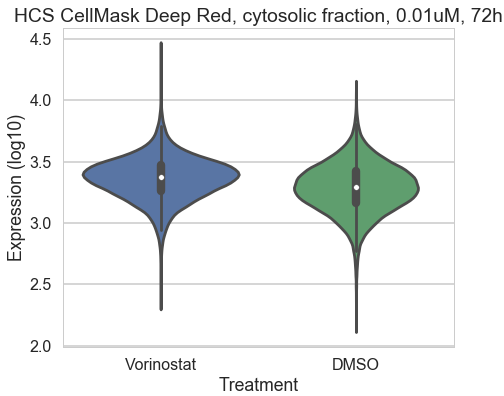 HCS CellMask Deep Red, cytosolic fraction, 0.01uM, 72h
4.5
4.0
3.5
3.0
2.5
2.0
Expression (log10)
Vorinostat DMSO
Treatment